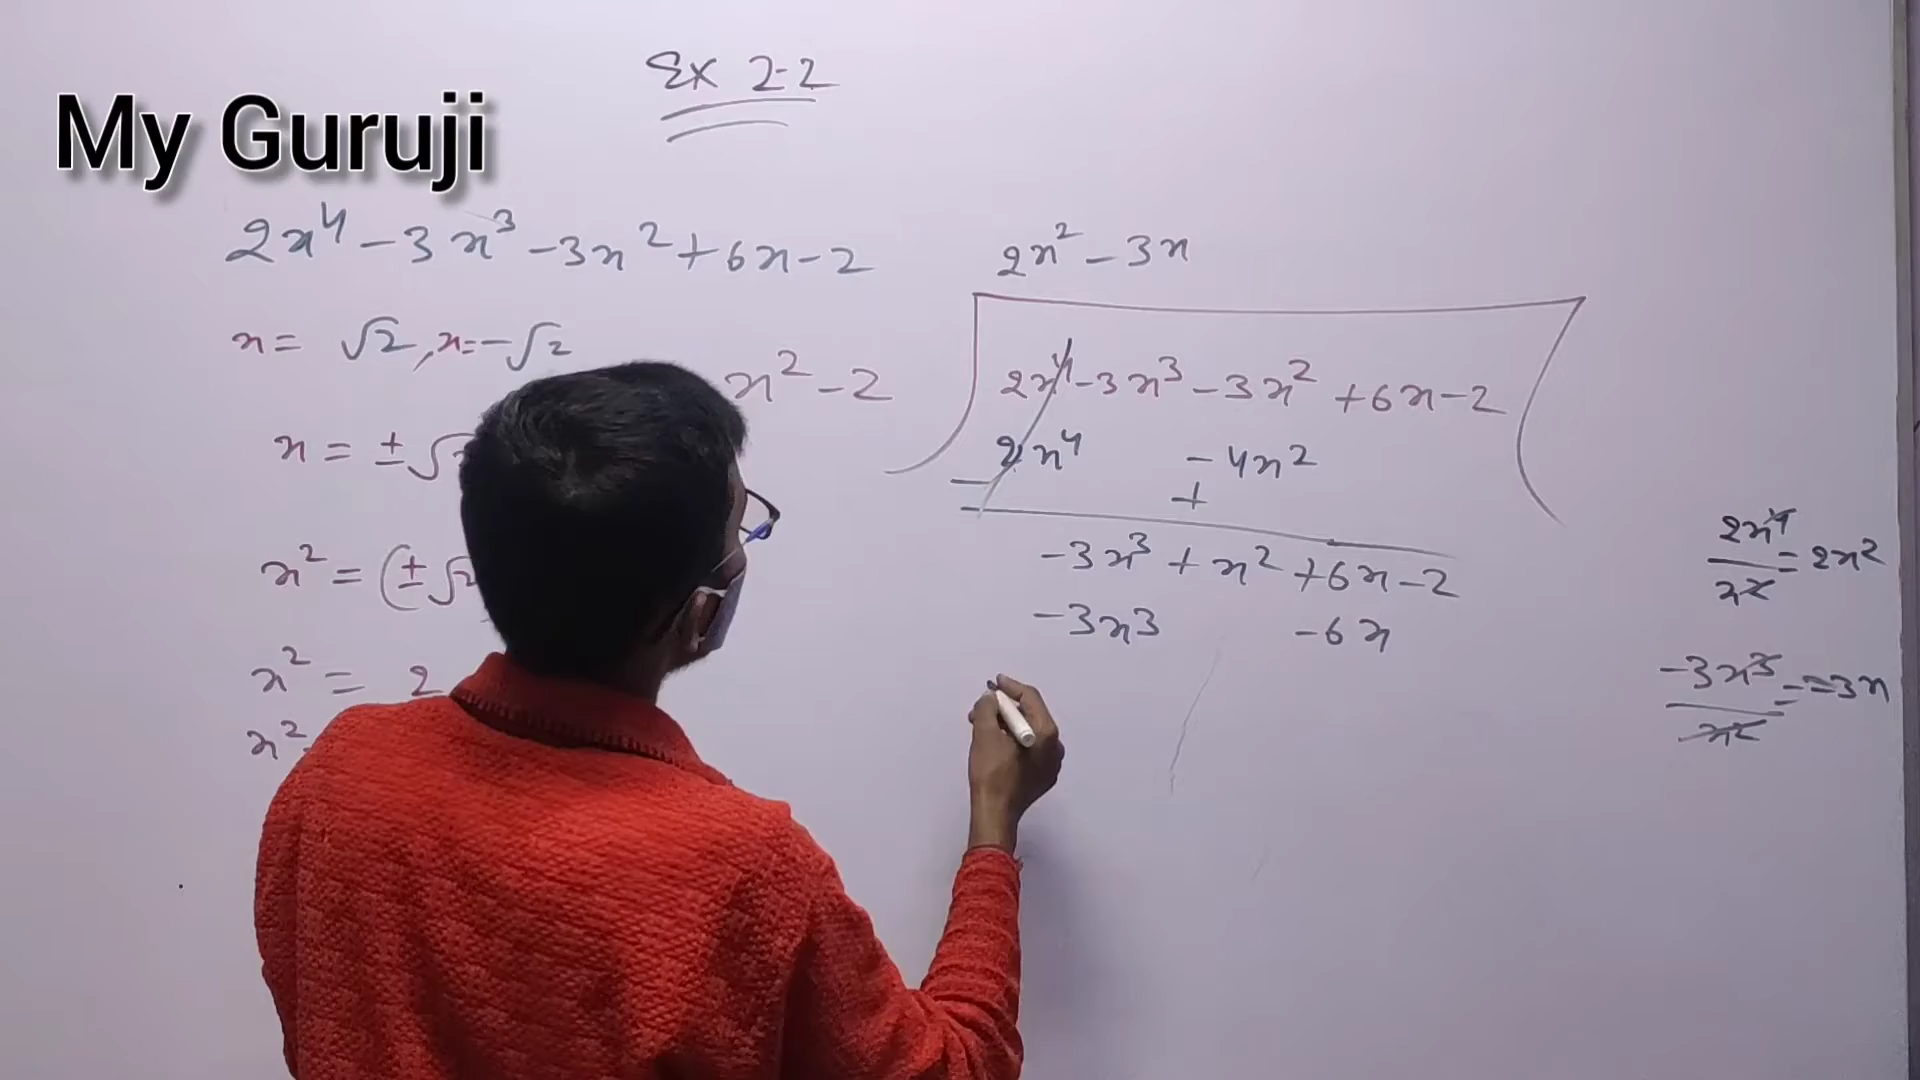 Ex 2.2
My Guruji
2x⁴ - 3x³ - 3x² + 6x - 2
x = √2, x = -√2
x = ±√
x² = (±√2
x² = 2
x²
2x² - 3x
x² - 2
2x⁴ - 3x³ - 3x² + 6x - 2
2x⁴ - 4x²
- +
-3x³ + x² + 6x - 2
-3x3 - 6x
2x⁴/x² = 2x²
-3x³/x² = -3x